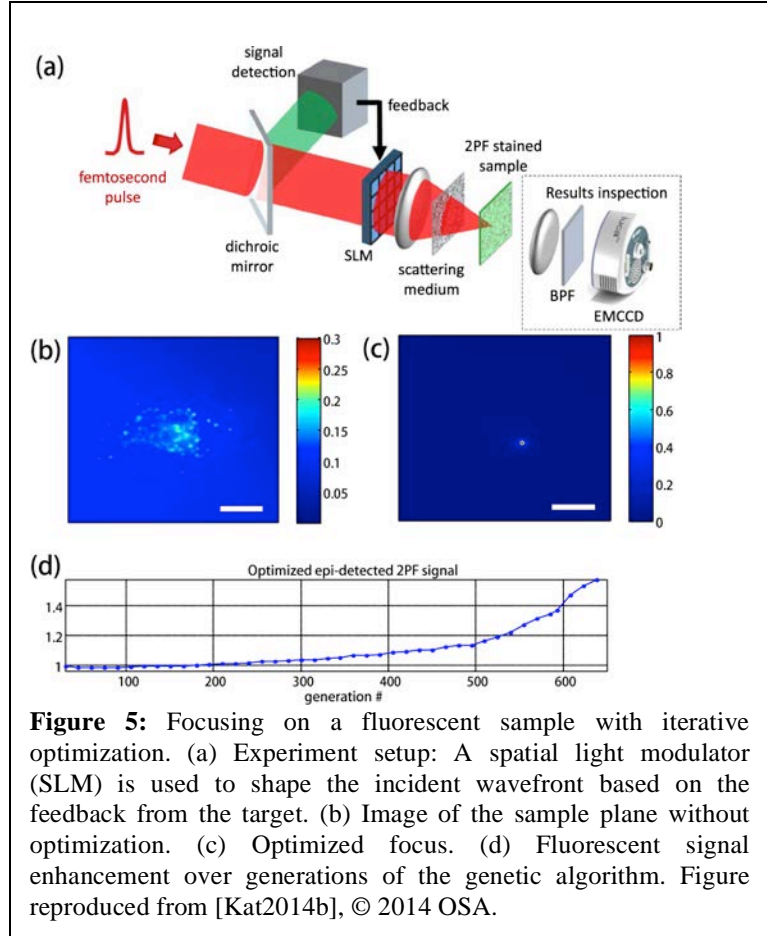 (a)
signal
detection
feedback
2PF stained
sample
femtosecond
pulse
Results inspection
dichroic
mirror
SLM
scattering
medium
BPF
EMCCD
(b)
0.3
0.25
0.2
0.15
0.1
0.05
(c)
1
0.8
0.6
0.4
0.2
0
(d)
Optimized epi-detected 2PF signal
1.4
1.2
1
100 200 300 400 500 600
generation #
Figure 5: Focusing on a fluorescent sample with iterative
optimization. (a) Experiment setup: A spatial light modulator
(SLM) is used to shape the incident wavefront based on the
feedback from the target. (b) Image of the sample plane without
optimization. (c) Optimized focus. (d) Fluorescent signal
enhancement over generations of the genetic algorithm. Figure
reproduced from [Kat2014b], © 2014 OSA.